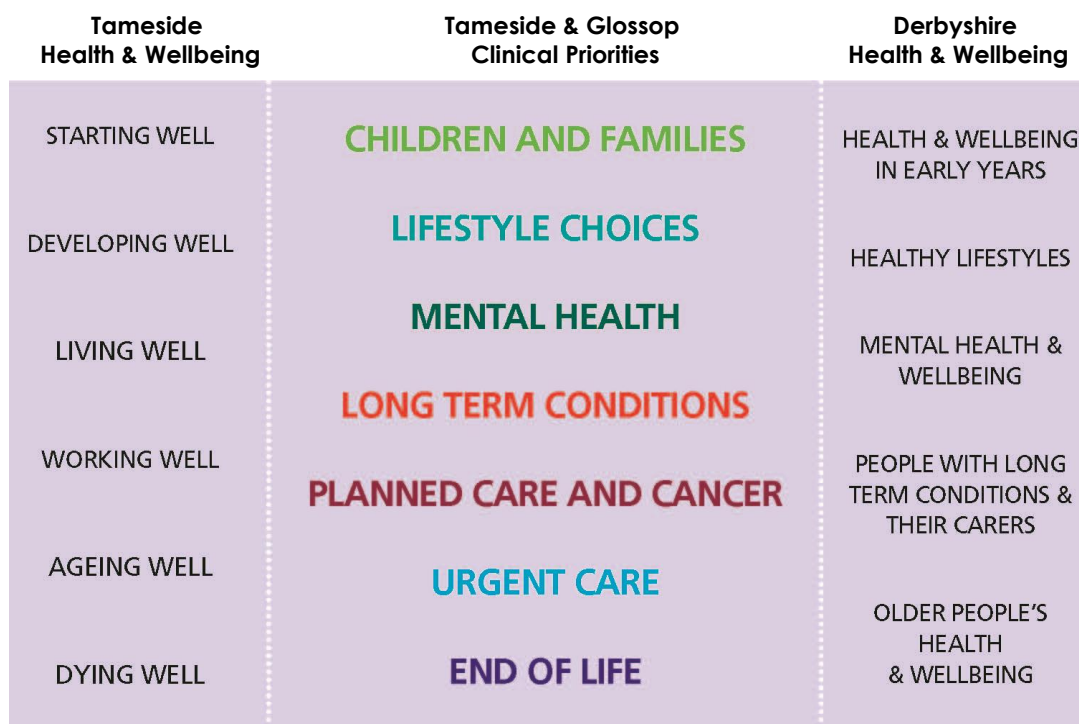 Tameside
Health & Wellbeing
STARTING WELL
DEVELOPING WELL
LIVING WELL
WORKING WELL
AGEING WELL
DYING WELL
Tameside & Glossop
Clinical Priorities
CHILDREN AND FAMILIES
LIFESTYLE CHOICES
MENTAL HEALTH
LONG TERM CONDITIONS
PLANNED CARE AND CANCER
URGENT CARE
END OF LIFE
Derbyshire
Health & Wellbeing
HEALTH & WELLBEING
IN EARLY YEARS
HEALTHY LIFESTYLES
MENTAL HEALTH &
WELLBEING
PEOPLE WITH LONG
TERM CONDITIONS &
THEIR CARERS
OLDER PEOPLE’S
HEALTH
& WELLBEING